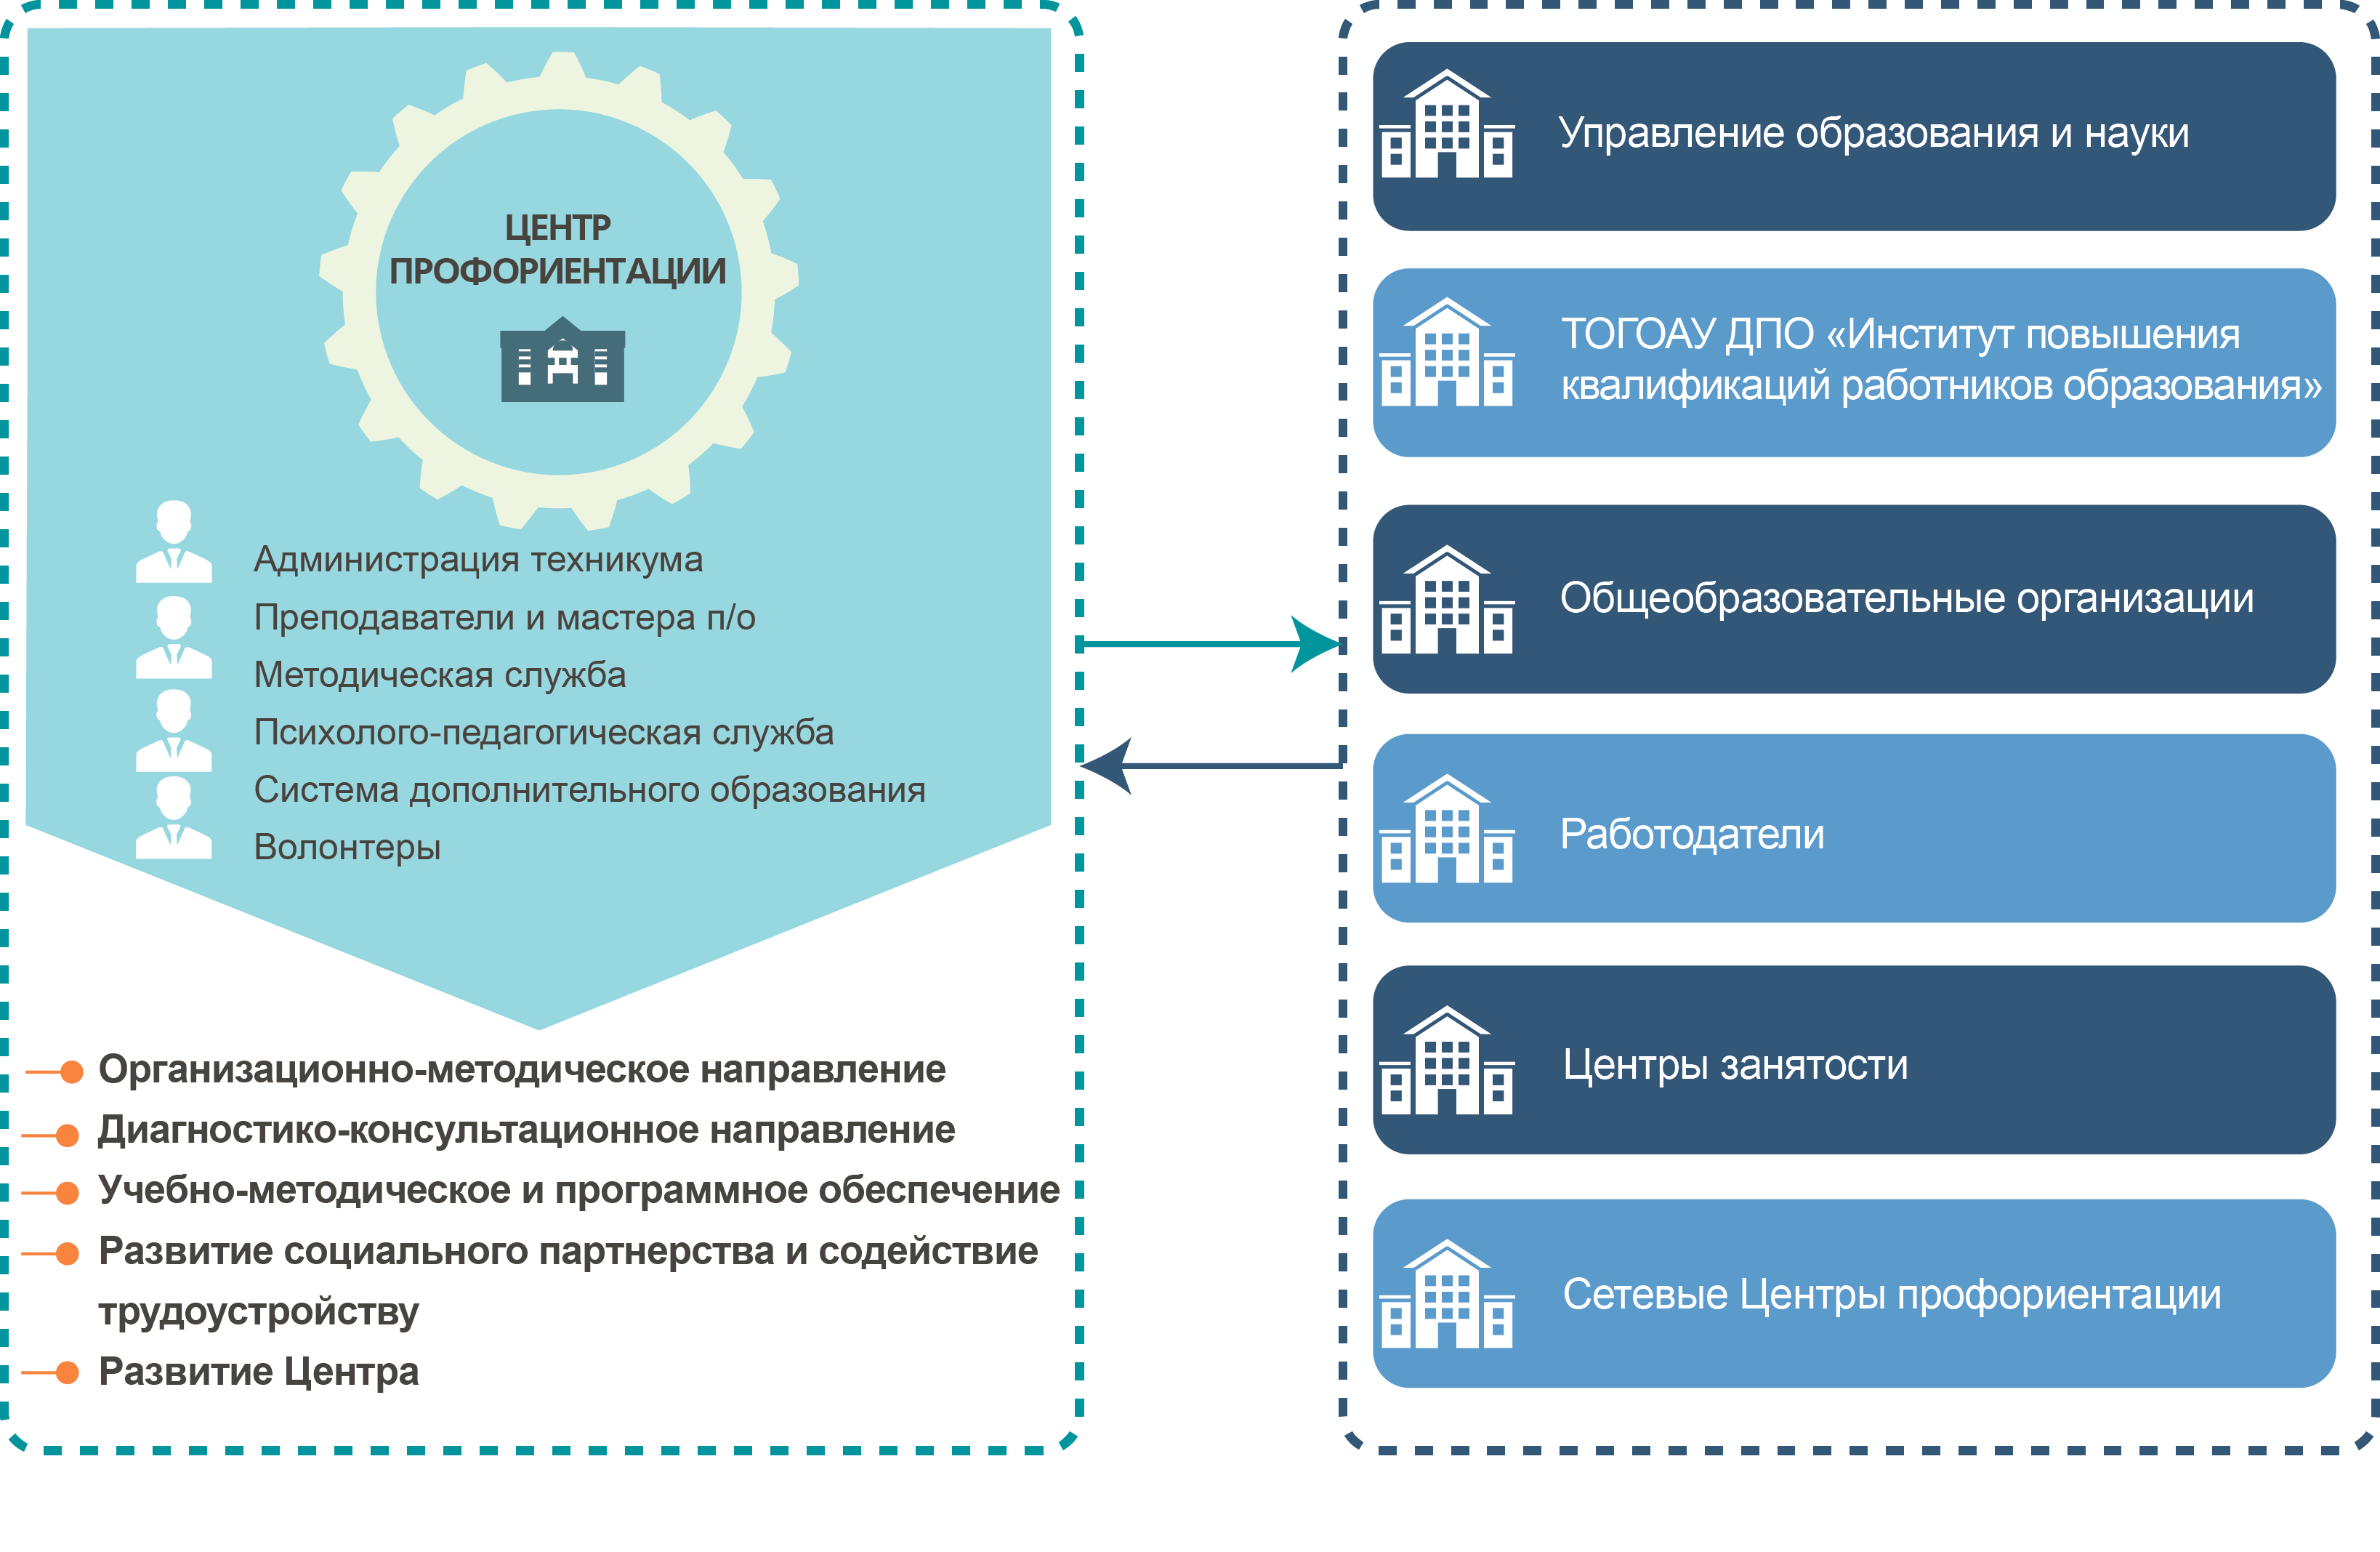 ЦЕНТР
ПРОФОРИЕНТАЦИИ
Администрация техникума
Преподаватели и мастера п/о
Методическая служба
Психолого-педагогическая служба
Система дополнительного образования
Волонтеры
Организационно-методическое направление
Диагностико-консультационное направление
Учебно-методическое и программное обеспечение
Развитие социального партнерства и содействие
трудоустройству
Развитие Центра
Управление образования и науки
ТОГОАУ ДПО «Институт повышения
квалификаций работников образования»
Общеобразовательные организации
Работодатели
Центры занятости
Сетевые Центры профориентации